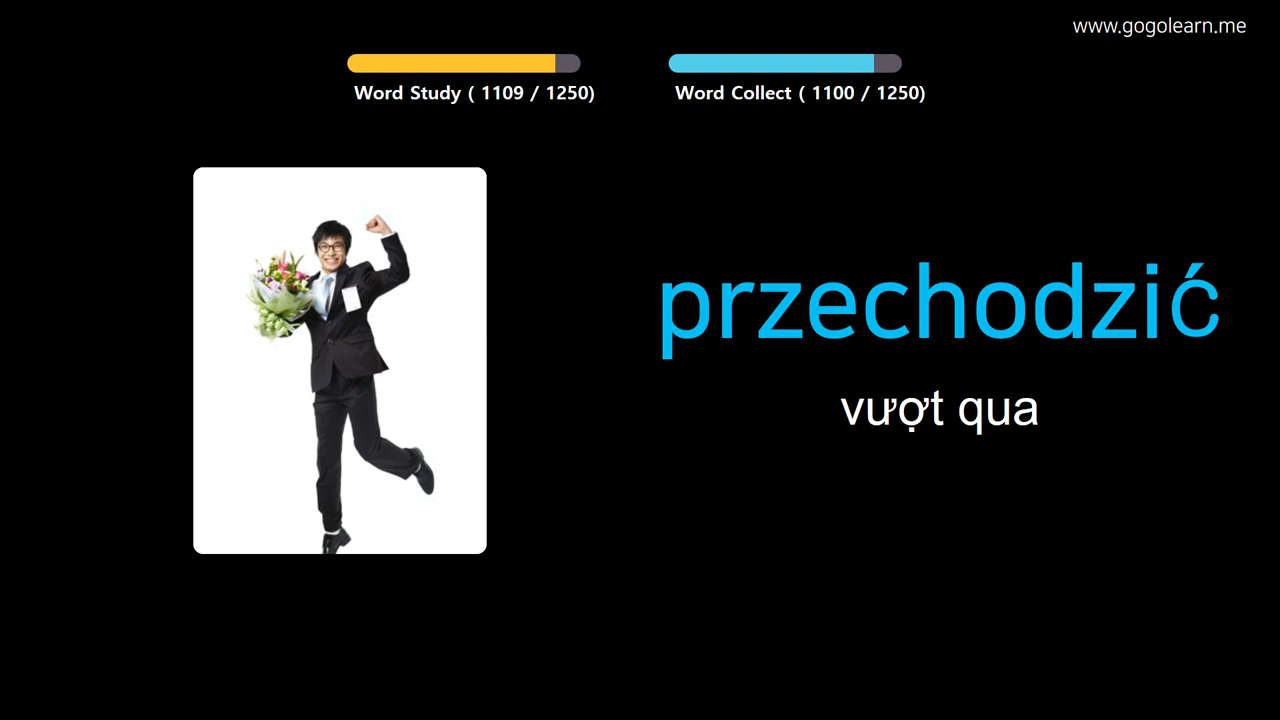 www.gogolearn.me
Word Study ( 1109 / 1250)
Word Collect ( 1100 / 1250)
przechodzić
vượt qua